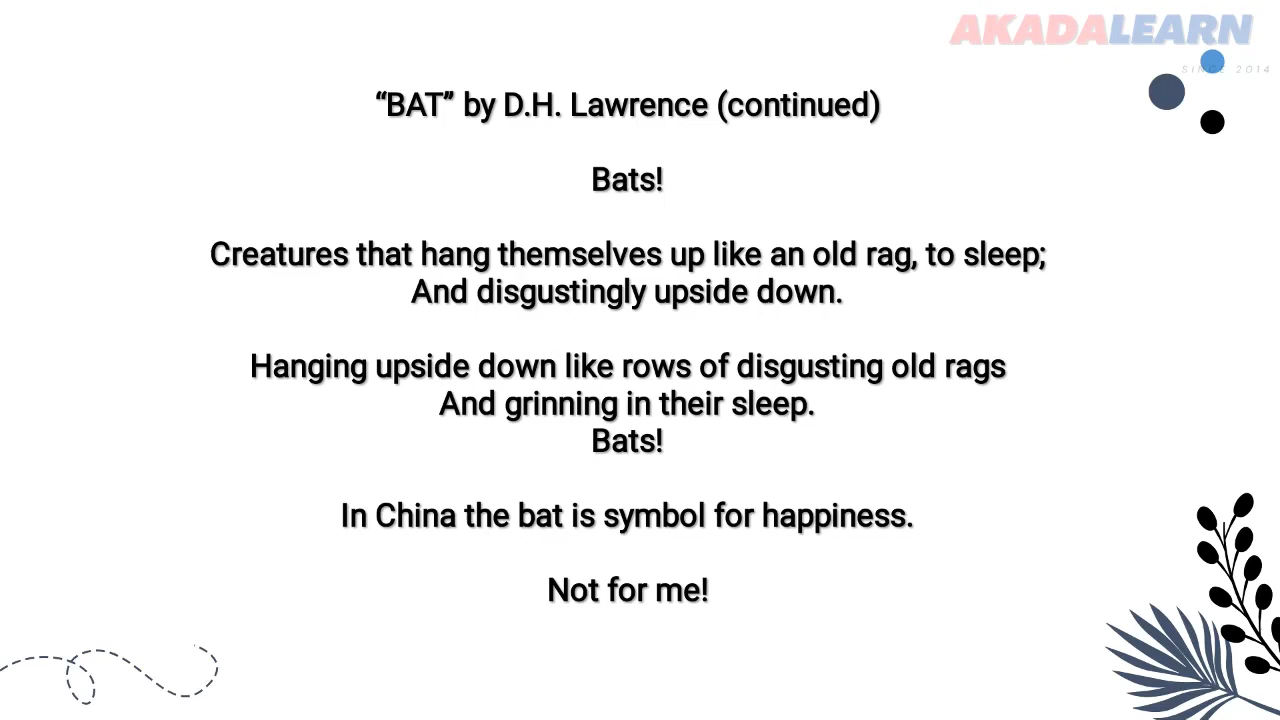 AKADALEARN
SINCE 2014
“BAT” by D.H. Lawrence (continued)
Bats!
Creatures that hang themselves up like an old rag, to sleep;
And disgustingly upside down.
Hanging upside down like rows of disgusting old rags
And grinning in their sleep.
Bats!
In China the bat is symbol for happiness.
Not for me!